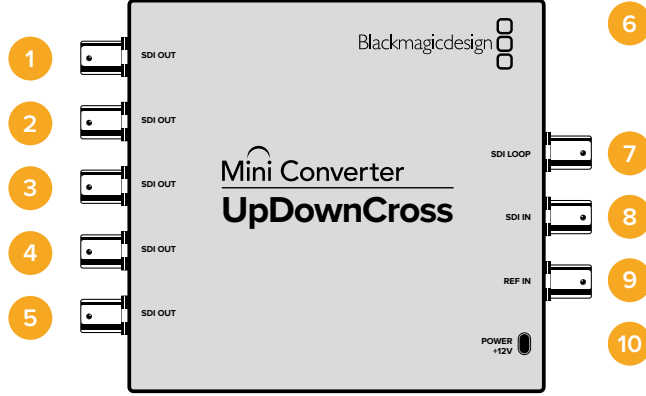 6
Blackmagicdesign
1
SDI OUT
2
SDI OUT
SDI LOOP
7
3
SDI OUT
Mini Converter
UpDownCross
SDI IN
8
4
SDI OUT
REF IN
9
5
SDI OUT
POWER
+12V
10